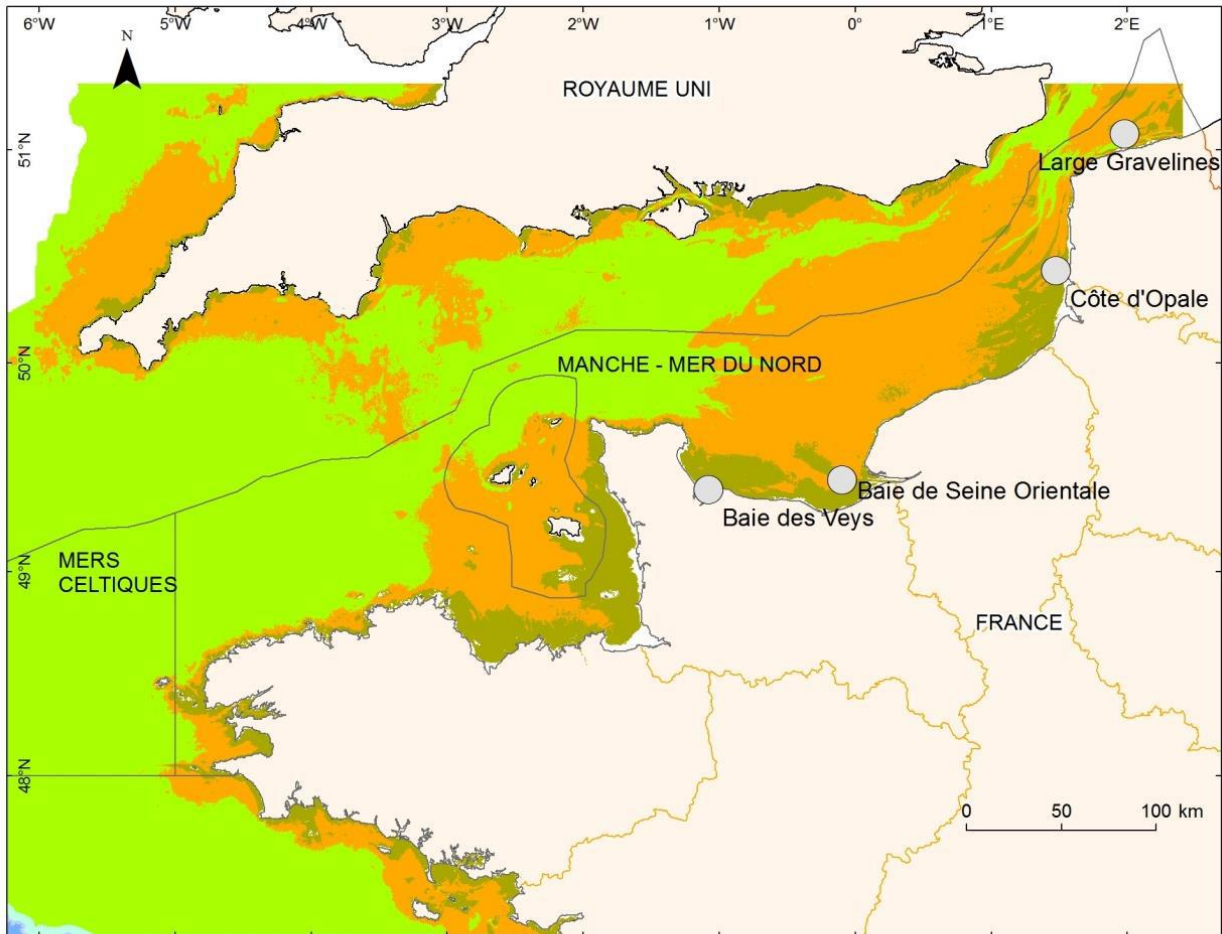 6°W 5°W 4°W 3°W 2°W 1°W 0° 1°E 2°E
N
ROYAUME UNI
51°N
Large Gravelines
Côte d'Opale
50°N
MANCHE - MER DU NORD
Baie de Seine Orientale
Baie des Veys
49°N
MERS
CELTIQUES
FRANCE
48°N
0 50 100 km